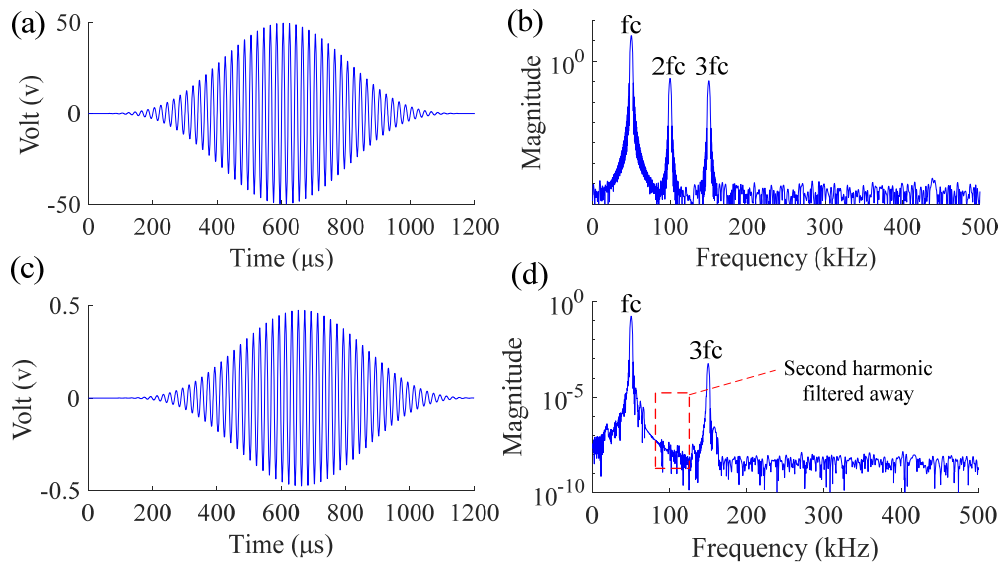 (a)
50
0
-50
Volt (v)
0 200 400 600 800 1000 1200
Time (μs)
(b)
fc
2fc 3fc
10^0
Magnitude
0 100 200 300 400 500
Frequency (kHz)
(c)
0.5
0
-0.5
Volt (v)
0 200 400 600 800 1000 1200
Time (μs)
(d)
fc
3fc
Second harmonic
filtered away
10^0
10^-5
10^-10
Magnitude
0 100 200 300 400 500
Frequency (kHz)